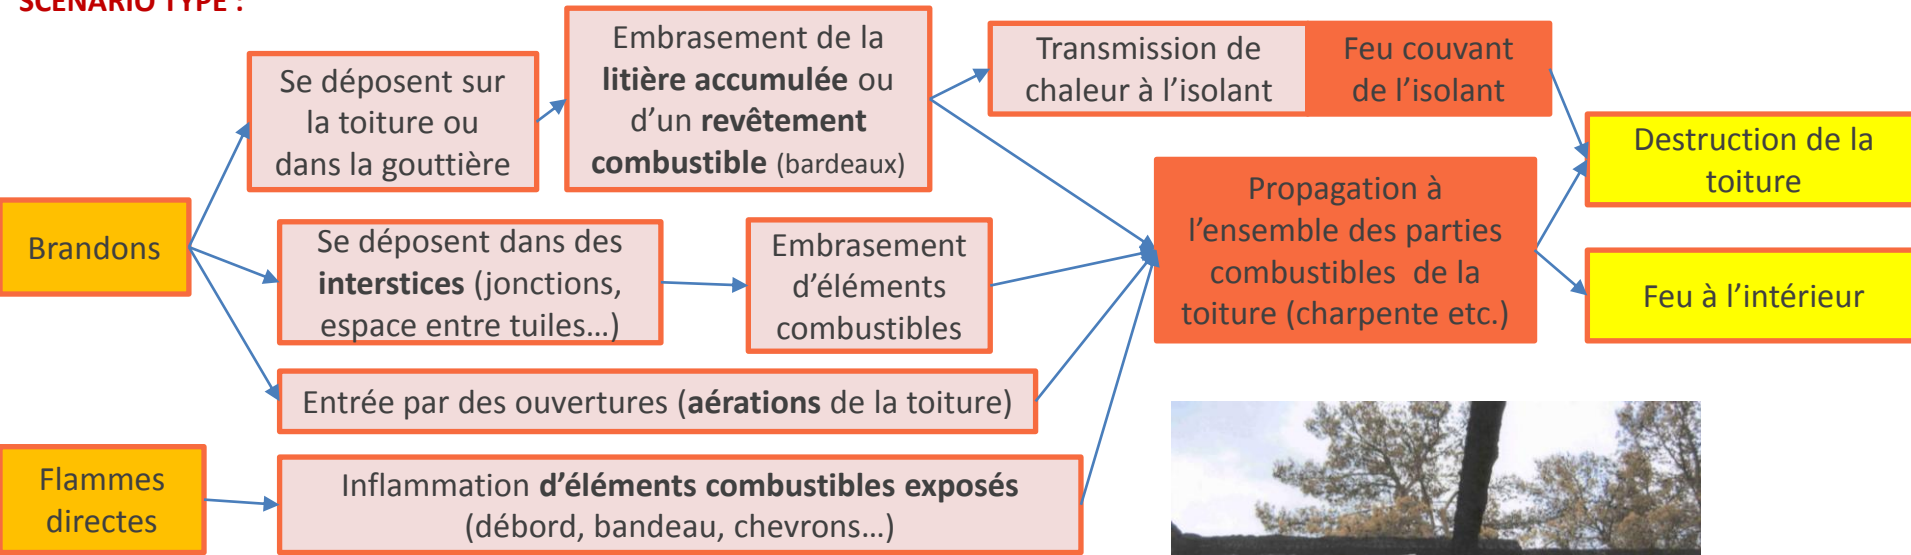 SCENARIO TYPE :
Brandons
Se déposent sur
la toiture ou
dans la gouttière
Embrasement de la
litière accumulée ou
d’un revêtement
combustible (bardeaux)
Transmission de
chaleur à l’isolant
Feu couvant
de l’isolant
Se déposent dans des
interstices (jonctions,
espace entre tuiles…)
Embrasement
d’éléments
combustibles
Entrée par des ouvertures (aérations de la toiture)
Flammes
directes
Inflammation d’éléments combustibles exposés
(débord, bandeau, chevrons…)
Propagation à
l’ensemble des parties
combustibles de la
toiture (charpente etc.)
Destruction de la
toiture
Feu à l’intérieur